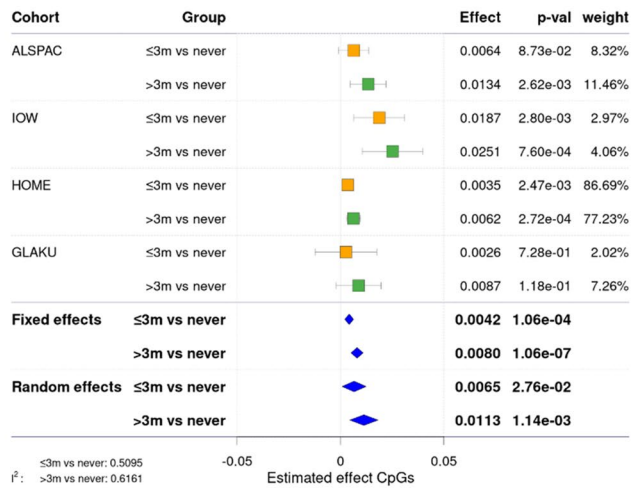 Cohort Group Effect p-val weight
ALSPAC ≤3m vs never 0.0064 8.73e-02 8.32%
>3m vs never 0.0134 2.62e-03 11.46%
IOW ≤3m vs never 0.0187 2.80e-03 2.97%
>3m vs never 0.0251 7.60e-04 4.06%
HOME ≤3m vs never 0.0035 2.47e-03 86.69%
>3m vs never 0.0062 2.72e-04 77.23%
GLAKU ≤3m vs never 0.0026 7.28e-01 2.02%
>3m vs never 0.0087 1.18e-01 7.26%
Fixed effects ≤3m vs never 0.0042 1.06e-04
>3m vs never 0.0080 1.06e-07
Random effects ≤3m vs never 0.0065 2.76e-02
>3m vs never 0.0113 1.14e-03
-0.05 0 0.05
≤3m vs never: 0.5095
I²: >3m vs never: 0.6161
Estimated effect CpGs